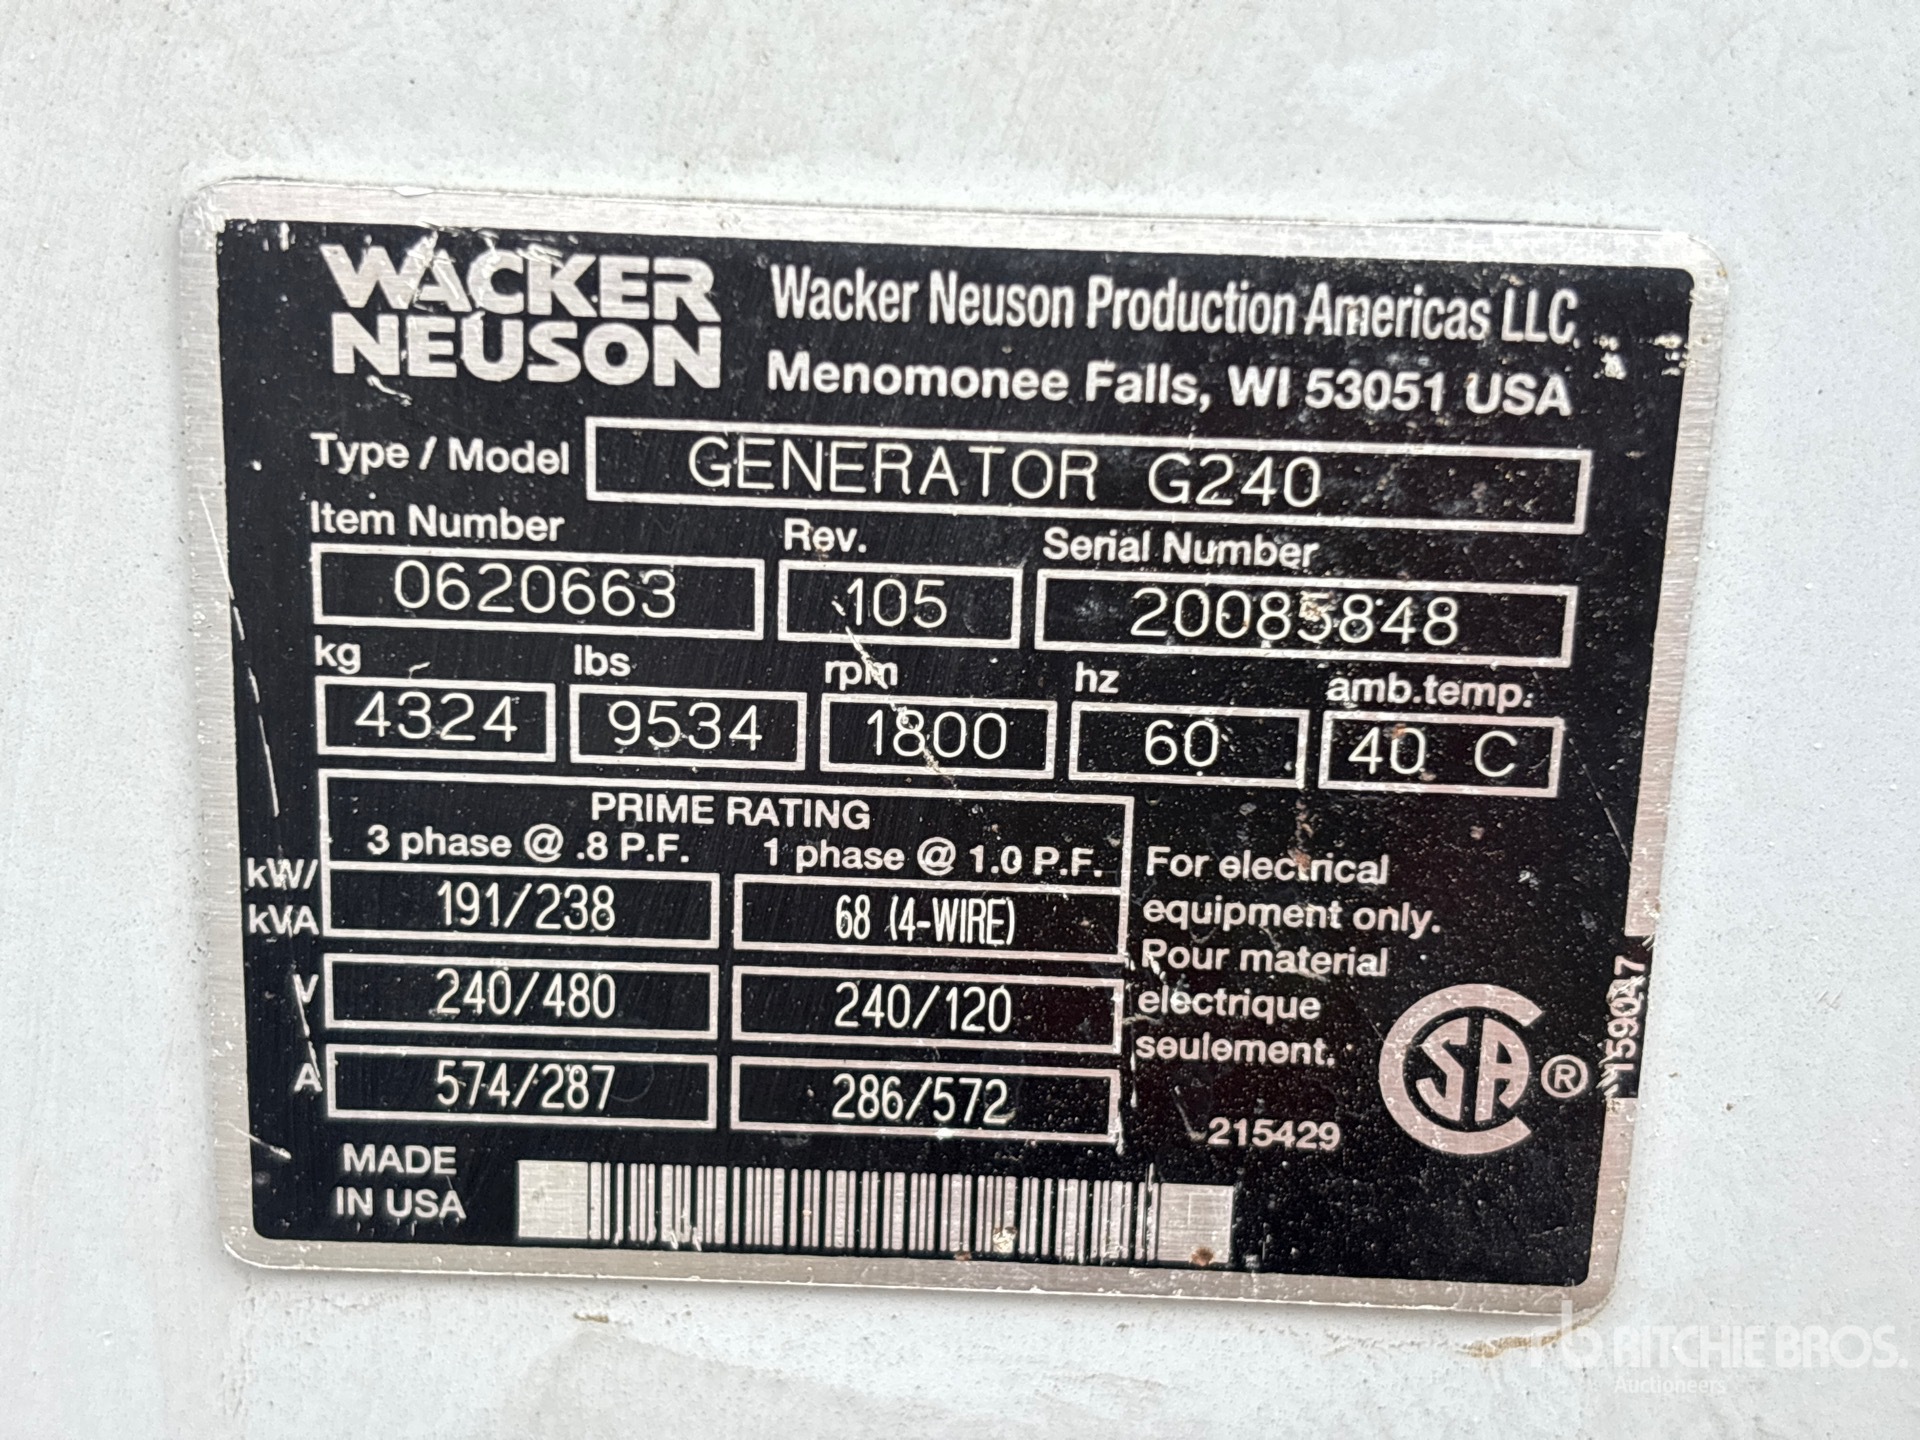 WACKER
NEUSON
Wacker Neuson Production Americas LLC.
Menomonee Falls, WI 53051 USA
Type / Model GENERATOR G240
Item Number Rev. Serial Number
0620663 105 20085848
kg lbs rpm hz amb.temp.
4324 9534 1800 60 40 C
PRIME RATING
3 phase @ .8 P.F. 1 phase @ 1.0 P.F.
kW/
kVA 191/238 68 (4-WIRE)
V 240/480 240/120
A 574/287 286/572
For electrical
equipment only.
Pour material
electrique
seulement.
215429
CSA ®
159017
MADE
IN USA
rb RITCHIE BROS.
Auctioneers